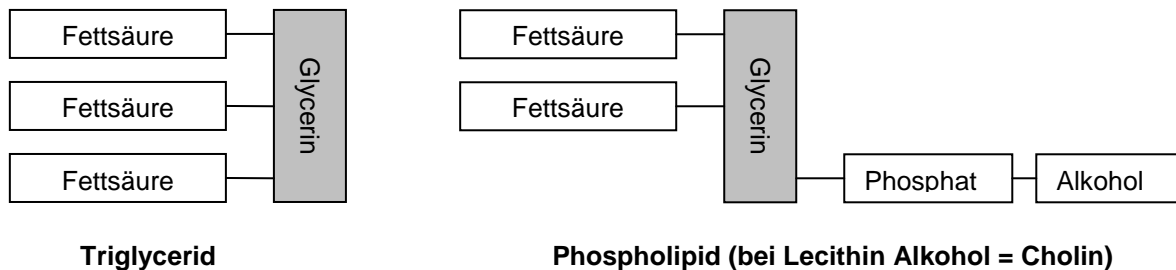 Fettsäure
Fettsäure
Fettsäure
Glycerin
Triglycerid
Fettsäure
Fettsäure
Glycerin
Phosphat
Alkohol
Phospholipid (bei Lecithin Alkohol = Cholin)